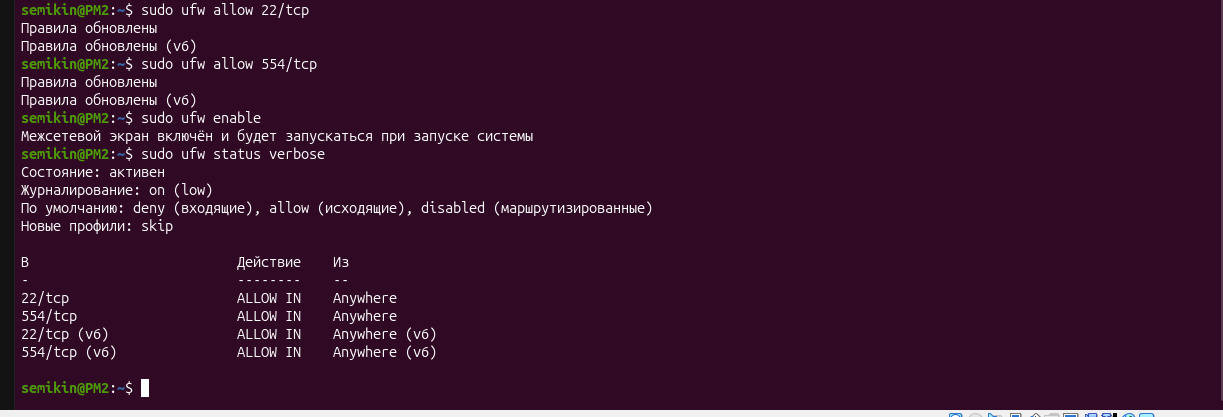 semikin@PM2:~$ sudo ufw allow 22/tcp
Правила обновлены
Правила обновлены (v6)
semikin@PM2:~$ sudo ufw allow 554/tcp
Правила обновлены
Правила обновлены (v6)
semikin@PM2:~$ sudo ufw enable
Межсетевой экран включён и будет запускаться при запуске системы
semikin@PM2:~$ sudo ufw status verbose
Состояние: активен
Журналирование: on (low)
По умолчанию: deny (входящие), allow (исходящие), disabled (маршрутизированные)
Новые профили: skip
В Действие Из
- -------- --
22/tcp ALLOW IN Anywhere
554/tcp ALLOW IN Anywhere
22/tcp (v6) ALLOW IN Anywhere (v6)
554/tcp (v6) ALLOW IN Anywhere (v6)
semikin@PM2:~$